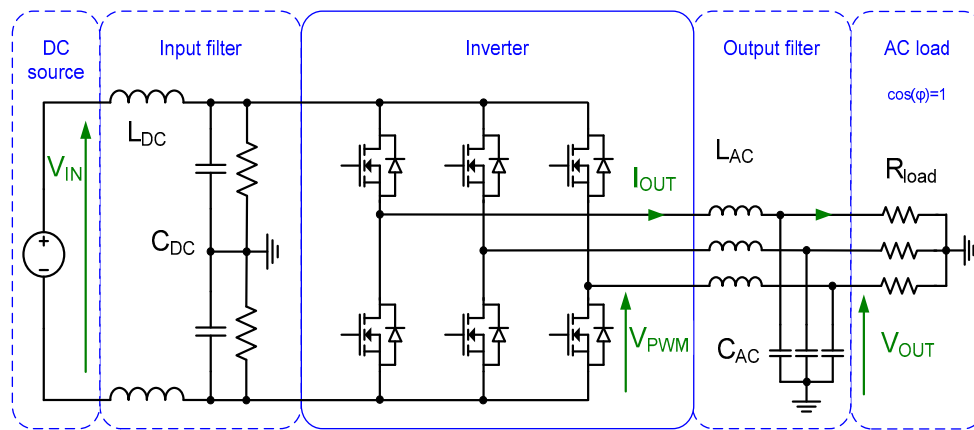 DC
source
Input filter
Inverter
Output filter
AC load
cos(φ)=1
L_DC
V_IN
C_DC
+
−
I_OUT
L_AC
R_load
V_PWM
C_AC
V_OUT